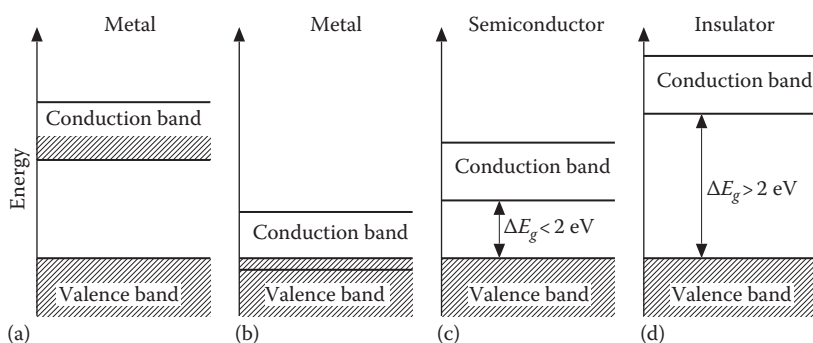 Metal
Metal
Semiconductor
Insulator
Energy
Conduction band
Valence band
(a)
Conduction band
Valence band
(b)
Conduction band
ΔE_g < 2 eV
Valence band
(c)
Conduction band
ΔE_g > 2 eV
Valence band
(d)